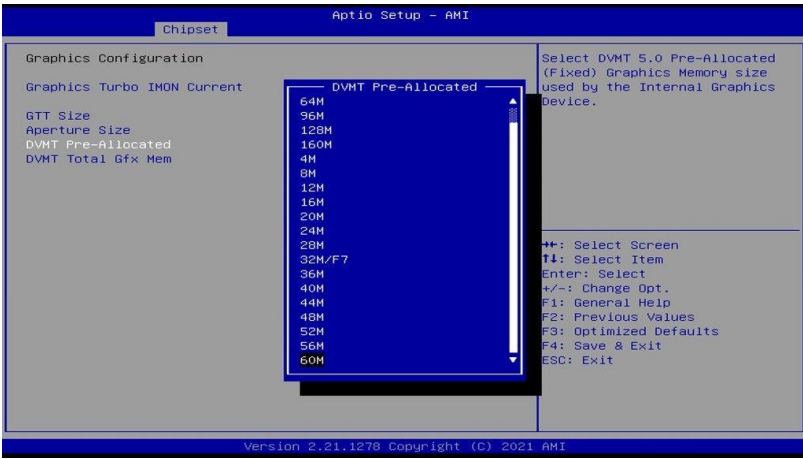 Aptio Setup – AMI
Chipset
Graphics Configuration
Graphics Turbo IMON Current
GTT Size
Aperture Size
DVMT Pre-Allocated
DVMT Total Gfx Mem
DVMT Pre-Allocated
64M
96M
128M
160M
4M
8M
12M
16M
20M
24M
28M
32M/F7
36M
40M
44M
48M
52M
56M
60M
Select DVMT 5.0 Pre-Allocated
(Fixed) Graphics Memory size
used by the Internal Graphics
Device.
→←: Select Screen
↑↓: Select Item
Enter: Select
+/-: Change Opt.
F1: General Help
F2: Previous Values
F3: Optimized Defaults
F4: Save & Exit
ESC: Exit
Version 2.21.1278 Copyright (C) 2021 AMI